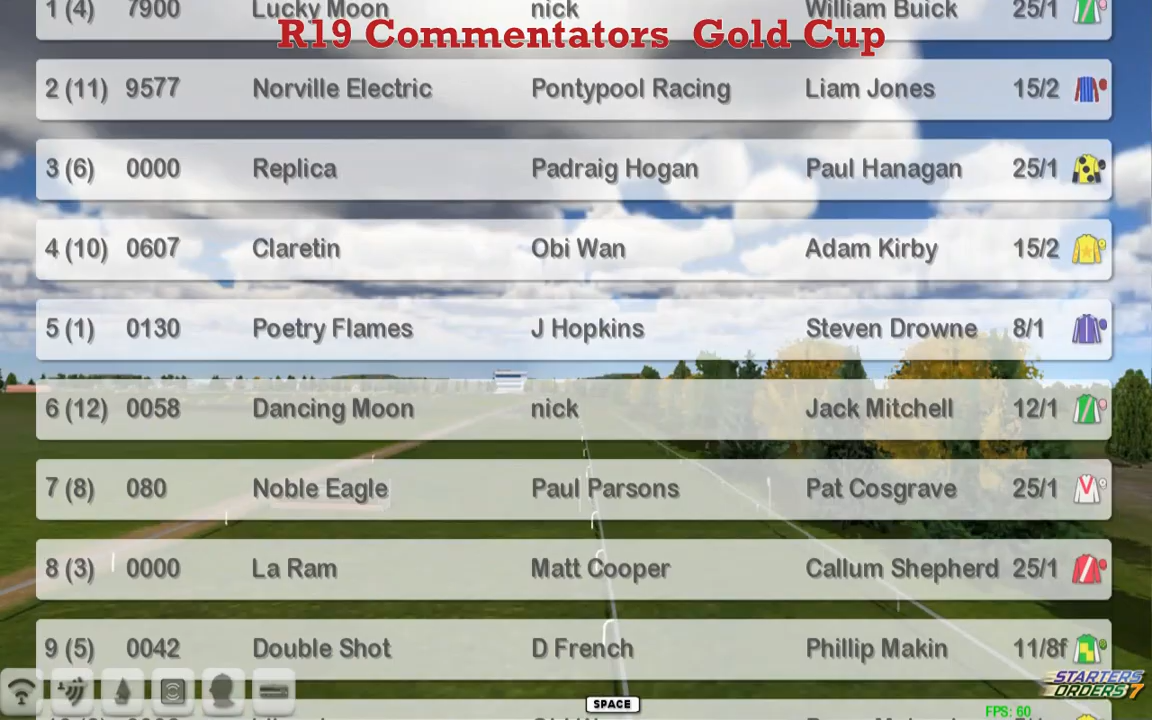 1 (4) 7900 Lucky Moon nick William Buick 25/1
R19 Commentators Gold Cup
2 (11) 9577 Norville Electric Pontypool Racing Liam Jones 15/2
3 (6) 0000 Replica Padraig Hogan Paul Hanagan 25/1
4 (10) 0607 Claretin Obi Wan Adam Kirby 15/2
5 (1) 0130 Poetry Flames J Hopkins Steven Drowne 8/1
6 (12) 0058 Dancing Moon nick Jack Mitchell 12/1
7 (8) 080 Noble Eagle Paul Parsons Pat Cosgrave 25/1
8 (3) 0000 La Ram Matt Cooper Callum Shepherd 25/1
9 (5) 0042 Double Shot D French Phillip Makin 11/8f
STARTERS
ORDERS 7
SPACE
FPS: 60